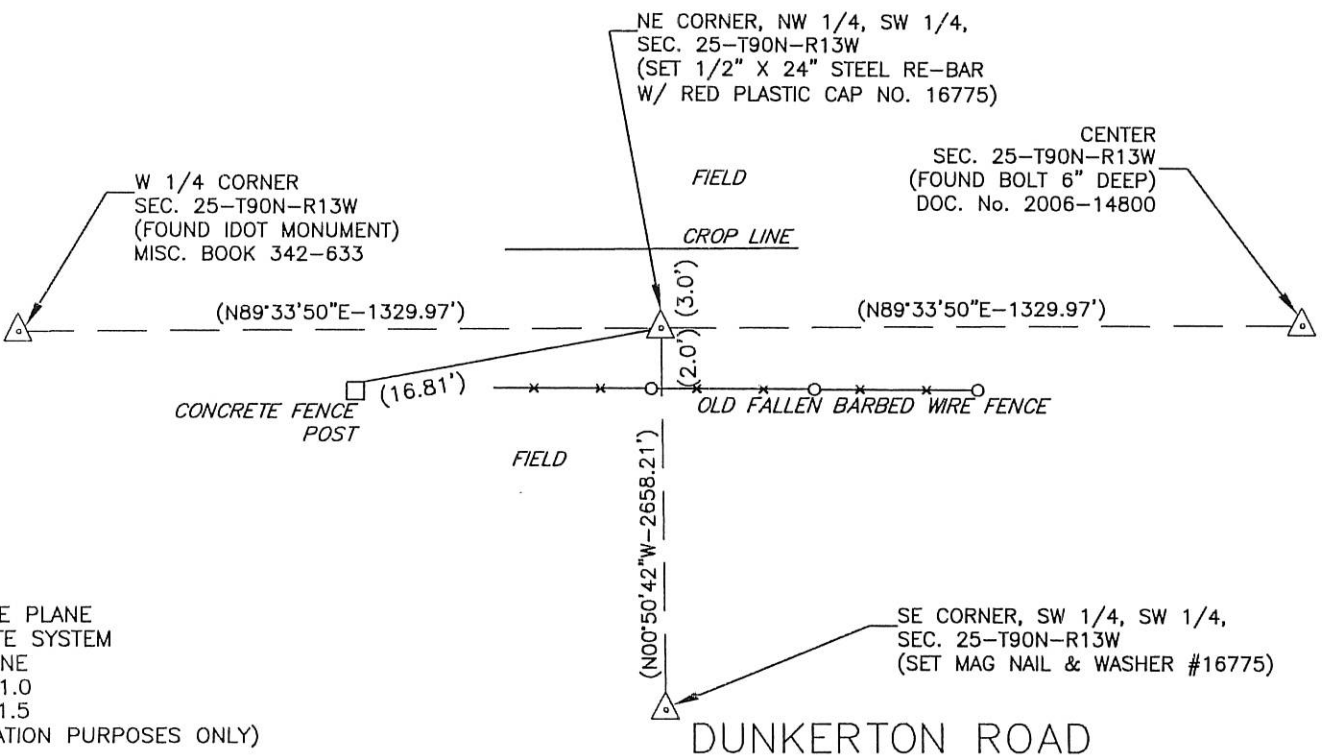 NE CORNER, NW 1/4, SW 1/4,
SEC. 25-T90N-R13W
(SET 1/2" X 24" STEEL RE-BAR
W/ RED PLASTIC CAP NO. 16775)
CENTER
SEC. 25-T90N-R13W
(FOUND BOLT 6" DEEP)
DOC. No. 2006-14800
W 1/4 CORNER
SEC. 25-T90N-R13W
(FOUND IDOT MONUMENT)
MISC. BOOK 342-633
FIELD
CROP LINE
(N89°33'50"E-1329.97')
(3.0')
(N89°33'50"E-1329.97')
(2.0')
(16.81')
CONCRETE FENCE
POST
OLD FALLEN BARBED WIRE FENCE
FIELD
(N00°50'42"W-2658.21')
E PLANE
TE SYSTEM
NE
1.0
1.5
ATION PURPOSES ONLY)
SE CORNER, SW 1/4, SW 1/4,
SEC. 25-T90N-R13W
(SET MAG NAIL & WASHER #16775)
DUNKERTON ROAD